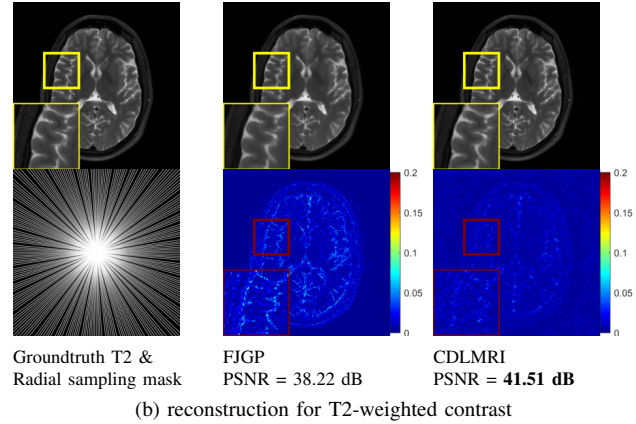 0.2
0.15
0.1
0.05
0
0.2
0.15
0.1
0.05
0
Groundtruth T2 &
Radial sampling mask
FJGP
PSNR = 38.22 dB
CDLMRI
PSNR = 41.51 dB
(b) reconstruction for T2-weighted contrast